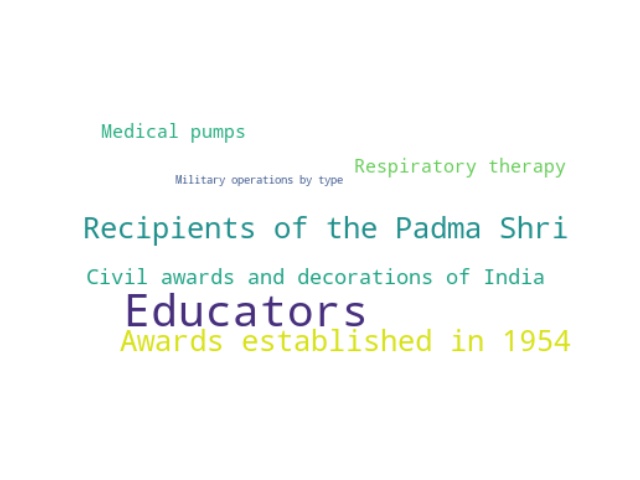 Medical pumps
Respiratory therapy
Military operations by type
Recipients of the Padma Shri
Civil awards and decorations of India
Educators
Awards established in 1954